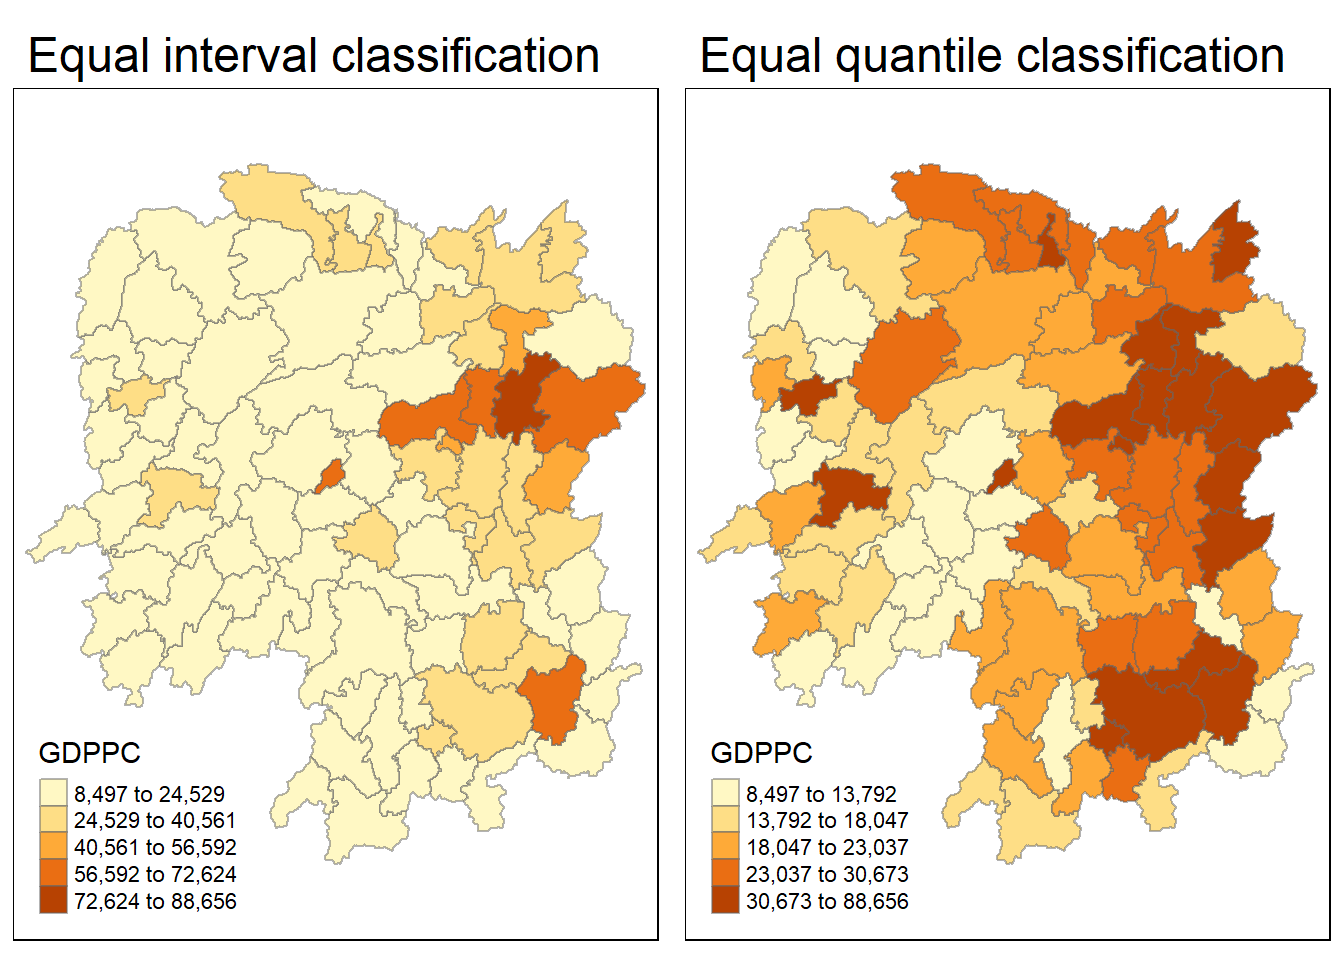 Equal interval classification
GDPPC
8,497 to 24,529
24,529 to 40,561
40,561 to 56,592
56,592 to 72,624
72,624 to 88,656
Equal quantile classification
GDPPC
8,497 to 13,792
13,792 to 18,047
18,047 to 23,037
23,037 to 30,673
30,673 to 88,656